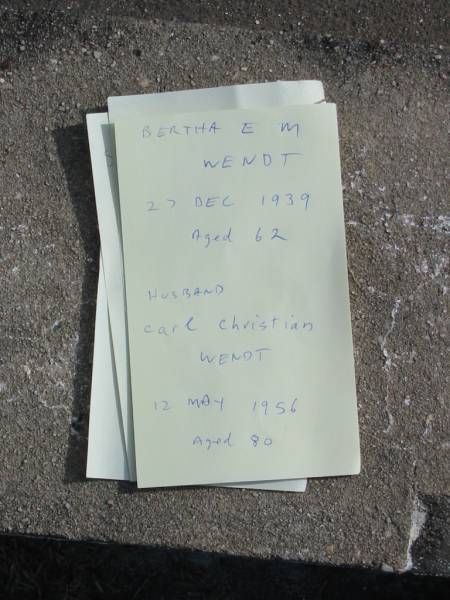 BERTHA E M
WENDT
27 DEC 1939
Aged 62
HUSBAND
Carl Christian
WENDT
12 MAY 1956
Aged 80